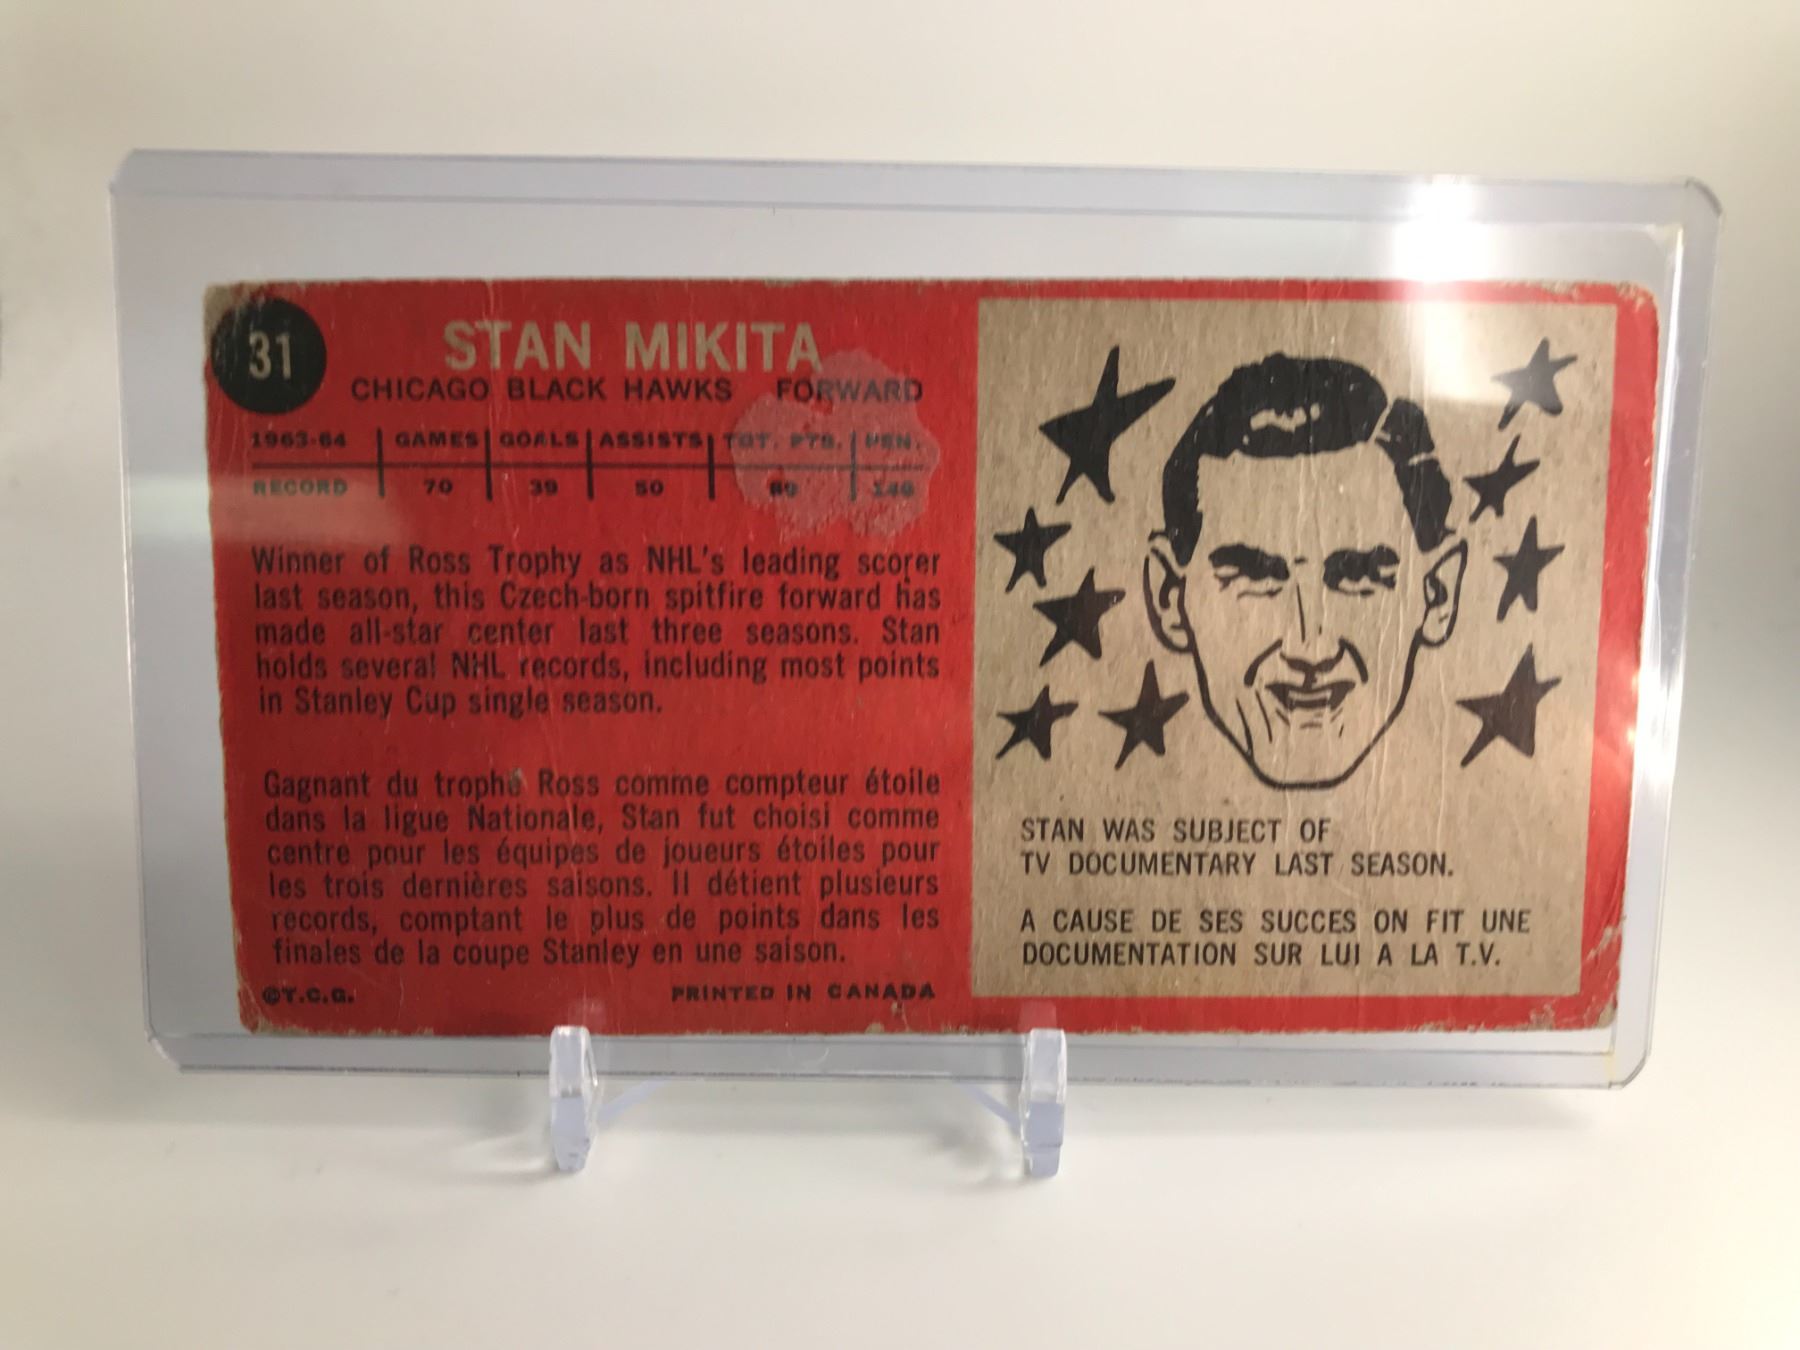 31
STAN MIKITA
CHICAGO BLACK HAWKS FORWARD
1963-64 GAMES GOALS ASSISTS TOT. PTS. PEN.
RECORD 70 39 50 89 146
Winner of Ross Trophy as NHL's leading scorer
last season, this Czech-born spitfire forward has
made all-star center last three seasons. Stan
holds several NHL records, including most points
in Stanley Cup single season.
Gagnant du trophé Ross comme compteur étoile
dans la ligue Nationale, Stan fut choisi comme
centre pour les équipes de joueurs étoiles pour
les trois dernières saisons. Il détient plusieurs
records, comptant le plus de points dans les
finales de la coupe Stanley en une saison.
©T.C.G. PRINTED IN CANADA
STAN WAS SUBJECT OF
TV DOCUMENTARY LAST SEASON.
A CAUSE DE SES SUCCES ON FIT UNE
DOCUMENTATION SUR LUI A LA T.V.